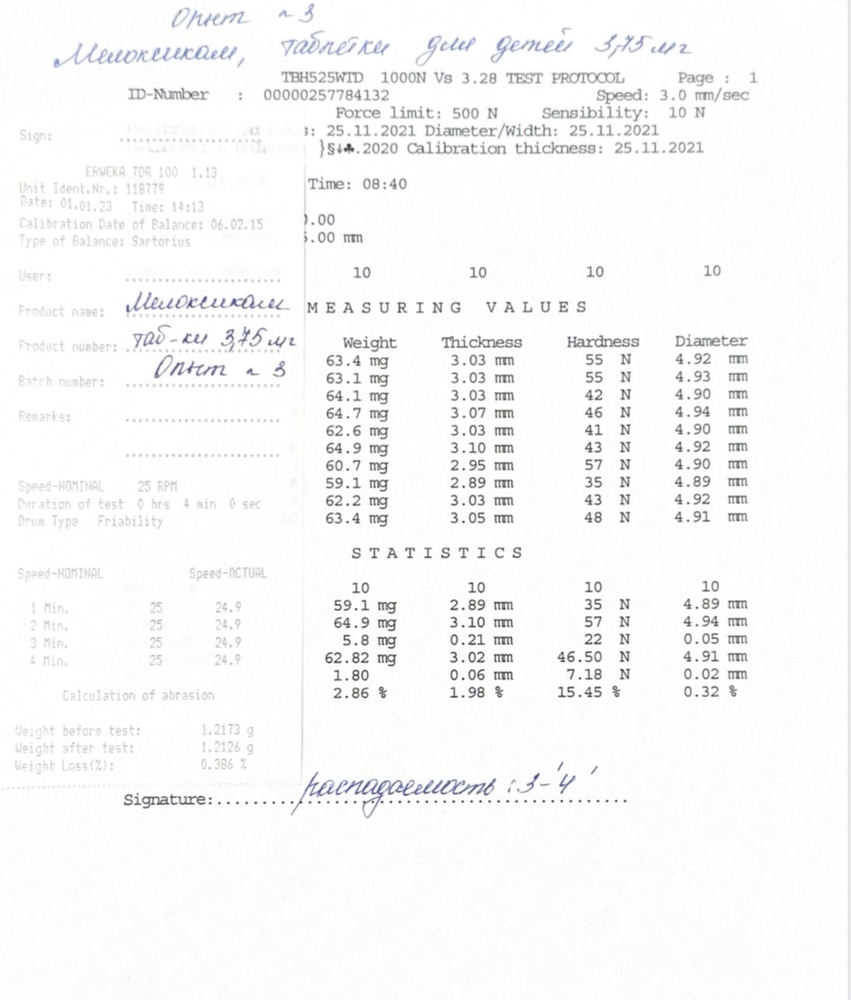 Опыт ~ 3
Мелоксикам, таблетки для детей 3,75 мг
TBH525WID 1000N Vs 3.28 TEST PROTOCOL Page : 1
ID-Number : 00000257784132 Speed: 3.0 mm/sec
Force limit: 500 N Sensibility: 10 N
s: 25.11.2021 Diameter/Width: 25.11.2021
}§↓♣.2020 Calibration thickness: 25.11.2021
Time: 08:40
0.00
5.00 mm
10 10 10 10
MEASURING VALUES
Weight Thickness Hardness Diameter
63.4 mg 3.03 mm 55 N 4.92 mm
63.1 mg 3.03 mm 55 N 4.93 mm
64.1 mg 3.03 mm 42 N 4.90 mm
64.7 mg 3.07 mm 46 N 4.94 mm
62.6 mg 3.03 mm 41 N 4.90 mm
64.9 mg 3.10 mm 43 N 4.92 mm
60.7 mg 2.95 mm 57 N 4.90 mm
59.1 mg 2.89 mm 35 N 4.89 mm
62.2 mg 3.03 mm 43 N 4.92 mm
63.4 mg 3.05 mm 48 N 4.91 mm
STATISTICS
10 10 10 10
59.1 mg 2.89 mm 35 N 4.89 mm
64.9 mg 3.10 mm 57 N 4.94 mm
5.8 mg 0.21 mm 22 N 0.05 mm
62.82 mg 3.02 mm 46.50 N 4.91 mm
1.80 0.06 mm 7.18 N 0.02 mm
2.86 % 1.98 % 15.45 % 0.32 %
Sign:
ERWEKA TDR 100 1.13
Unit Ident.Nr.: 118779
Date: 01.01.23 Time: 14:13
Calibration Date of Balance: 06.02.15
Type of Balance: Sartorius
User:
Product name: Мелоксикам
Product number: таб-ки 3,75 мг
Опыт ~ 3
Batch number:
Remarks:
Speed-NOMINAL 25 RPM
Duration of test 0 hrs 4 min 0 sec
Drum Type Friability
Speed-NOMINAL Speed-ACTUAL
1 Min. 25 24.9
2 Min. 25 24.9
3 Min. 25 24.9
4 Min. 25 24.9
Calculation of abrasion
Weight before test: 1.2173 g
Weight after test: 1.2126 g
Weight Loss(%): 0.386 %
Signature: распадаемость : 3-'4'